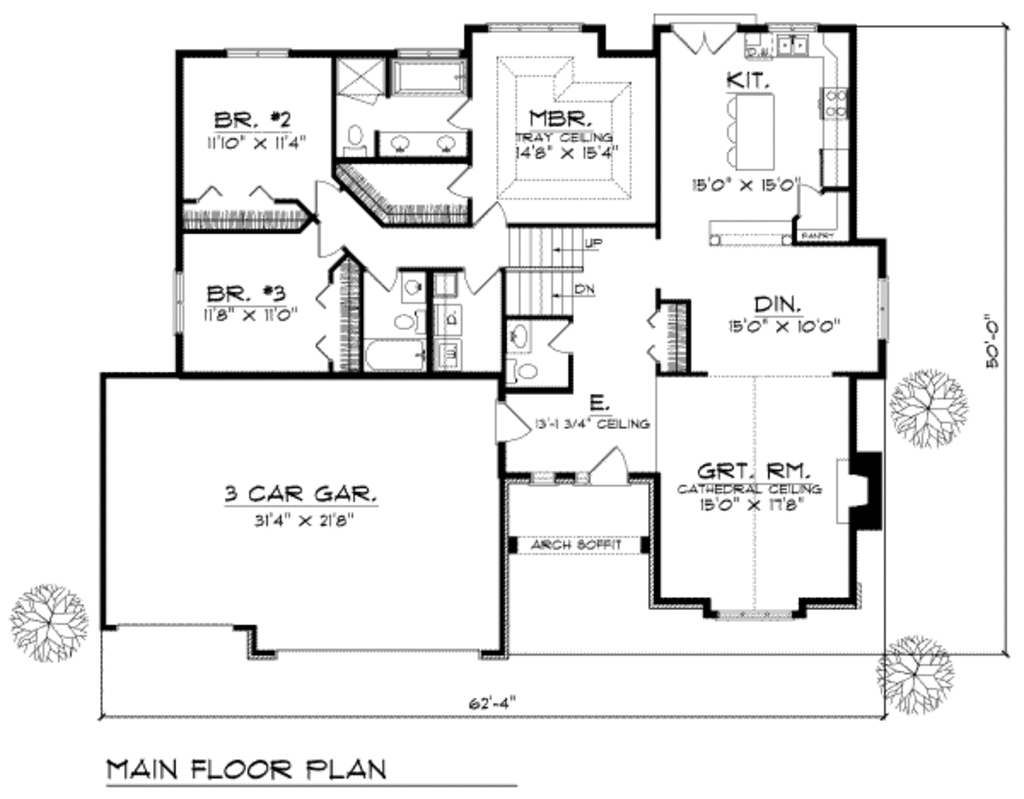 D.W.
KIT.
BR. #2
11'10" X 11'4"
MBR.
TRAY CEILING
14'8" X 15'4"
15'0" X 15'0"
PANTRY
UP
DN
BR. #3
11'8" X 11'0"
D.
W.
DIN.
15'0" X 10'0"
50'-0"
E.
13'-1 3/4" CEILING
GRT. RM.
CATHEDRAL CEILING
15'0" X 17'8"
3 CAR GAR.
31'4" X 21'8"
ARCH SOFFIT
62'-4"
MAIN FLOOR PLAN